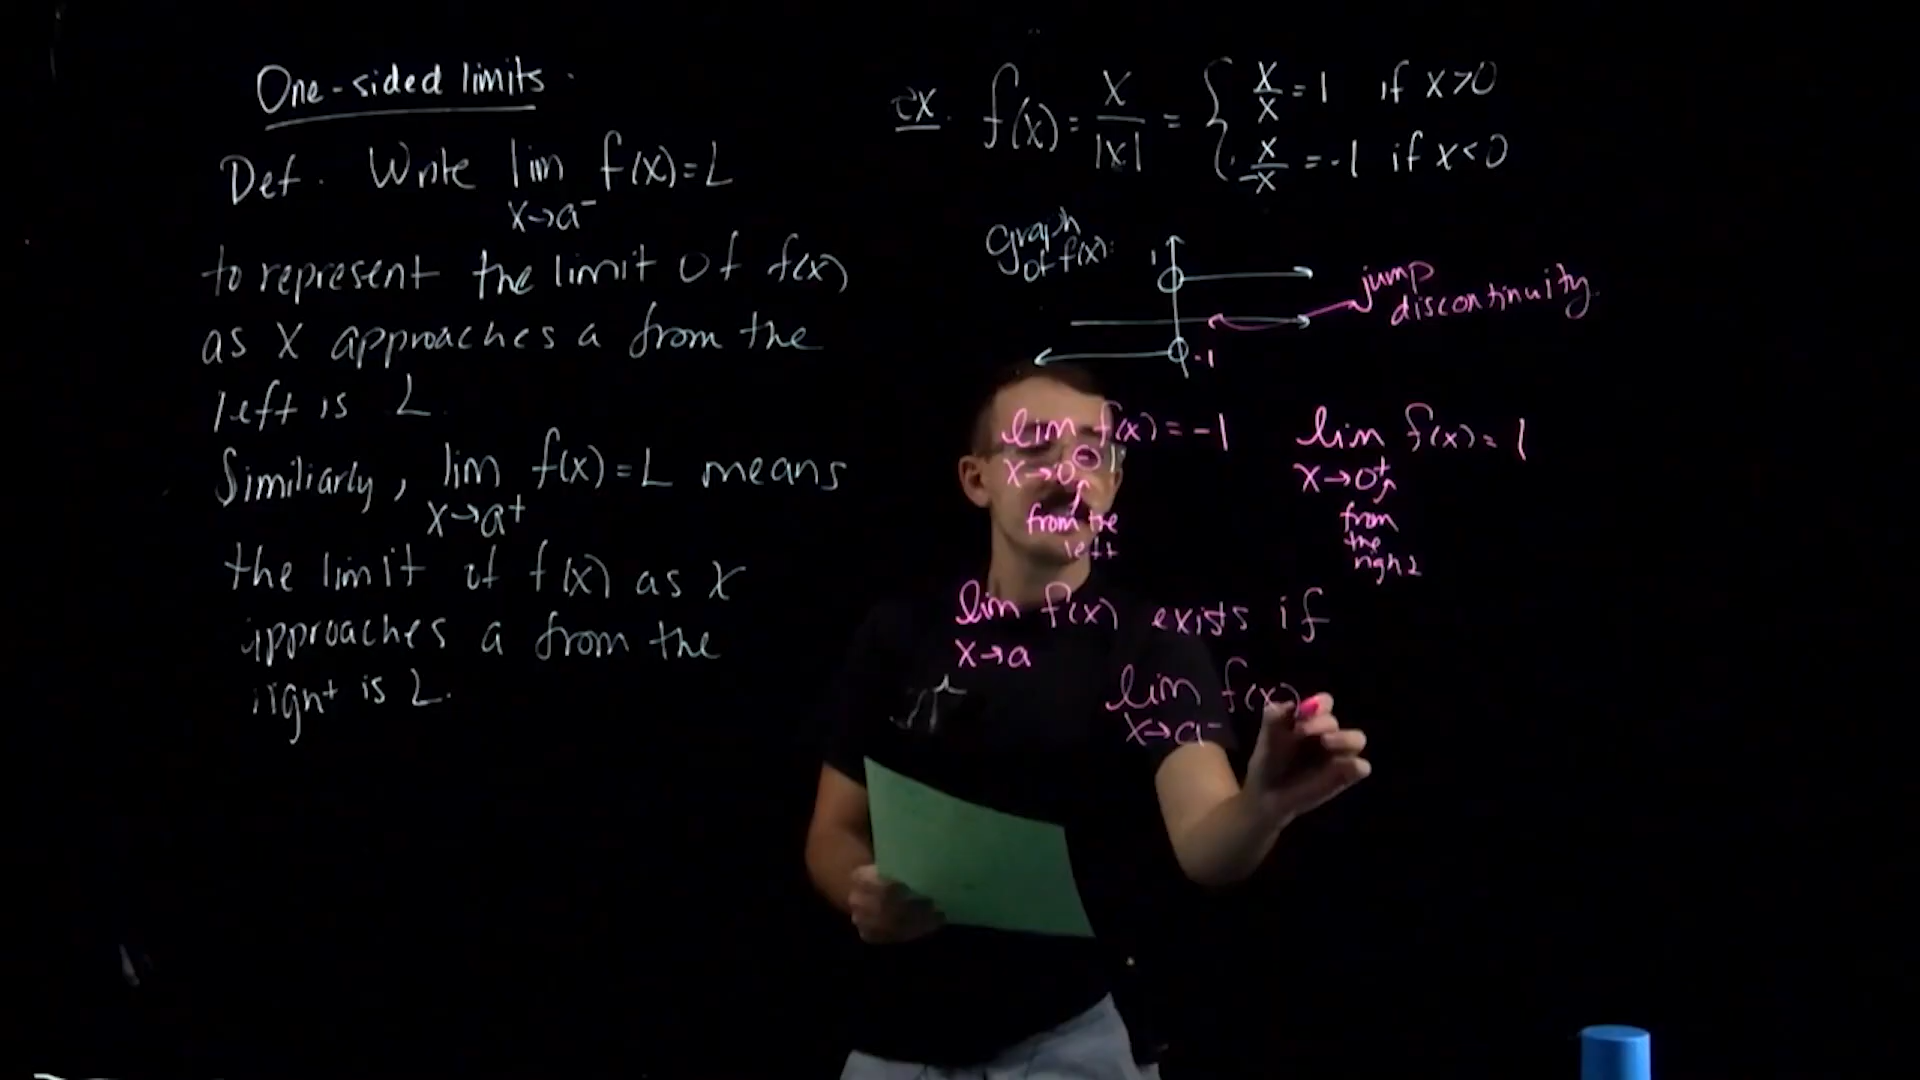 One-sided limits.
Def. Write lim f(x)=L
x→a⁻
to represent the limit of f(x)
as x approaches a from the
left is L.
Similiarly, lim f(x)=L means
x→a⁺
the limit of f(x) as x
approaches a from the
right is L.
ex. f(x) = x/|x| = { x/x = 1 if x>0
x/-x = -1 if x<0
graph
of f(x):
1
-1
jump
discontinuity
lim f(x) = -1
x→0⁻
from the
left
lim f(x) = 1
x→0⁺
from
the
right
lim f(x) exists if
x→a
lim f(x)
x→a⁻